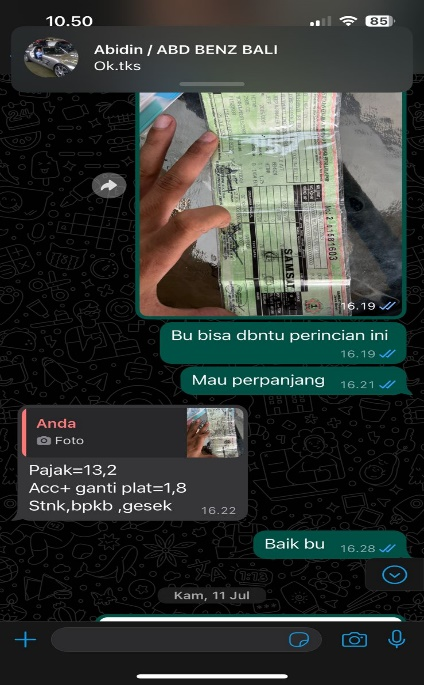 10.50
85
Abidin / ABD BENZ BALI
Ok.tks
SAMSAT
16.19
Bu bisa dbntu perincian ini
16.19
Mau perpanjang
16.21
Anda
Foto
Pajak=13,2
Acc+ ganti plat=1,8
Stnk,bpkb ,gesek
16.22
Baik bu
16.28
Kam, 11 Jul